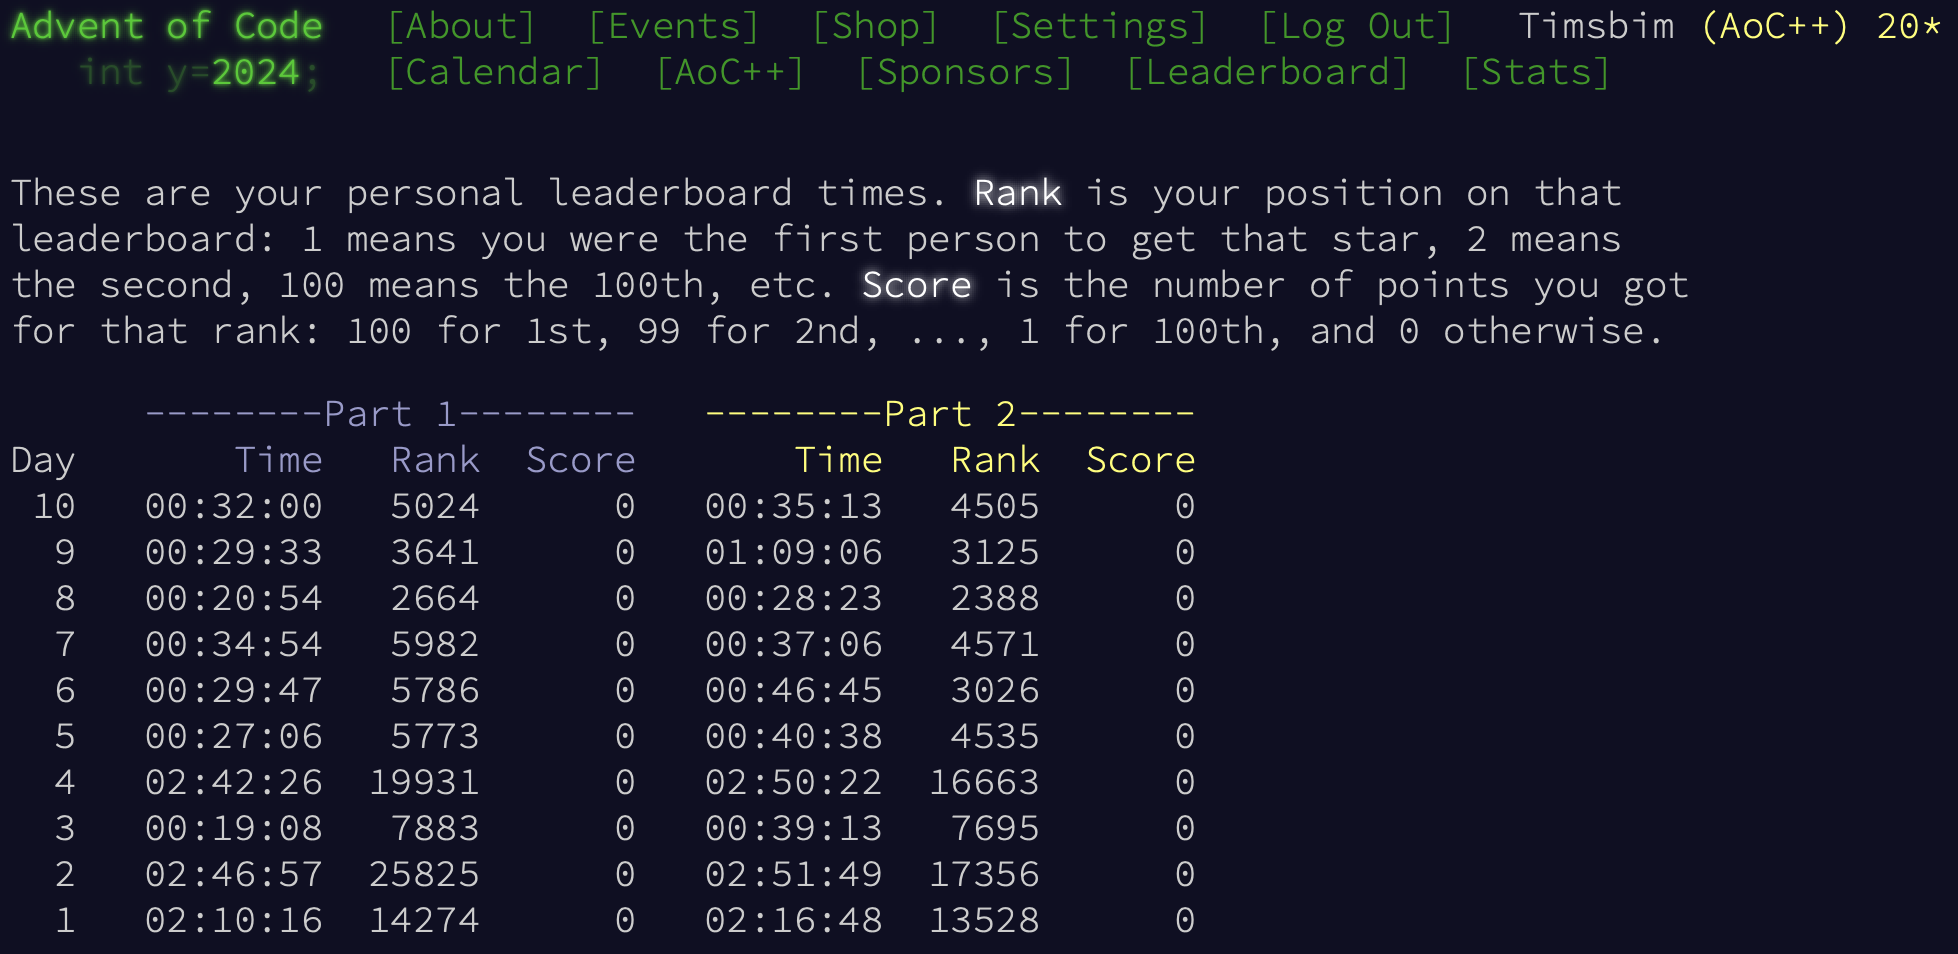 Advent of Code [About] [Events] [Shop] [Settings] [Log Out] Timsbim (AoC++) 20*
int y=2024; [Calendar] [AoC++] [Sponsors] [Leaderboard] [Stats]
These are your personal leaderboard times. Rank is your position on that
leaderboard: 1 means you were the first person to get that star, 2 means
the second, 100 means the 100th, etc. Score is the number of points you got
for that rank: 100 for 1st, 99 for 2nd, ..., 1 for 100th, and 0 otherwise.
--------Part 1-------- --------Part 2--------
Day Time Rank Score Time Rank Score
10 00:32:00 5024 0 00:35:13 4505 0
9 00:29:33 3641 0 01:09:06 3125 0
8 00:20:54 2664 0 00:28:23 2388 0
7 00:34:54 5982 0 00:37:06 4571 0
6 00:29:47 5786 0 00:46:45 3026 0
5 00:27:06 5773 0 00:40:38 4535 0
4 02:42:26 19931 0 02:50:22 16663 0
3 00:19:08 7883 0 00:39:13 7695 0
2 02:46:57 25825 0 02:51:49 17356 0
1 02:10:16 14274 0 02:16:48 13528 0